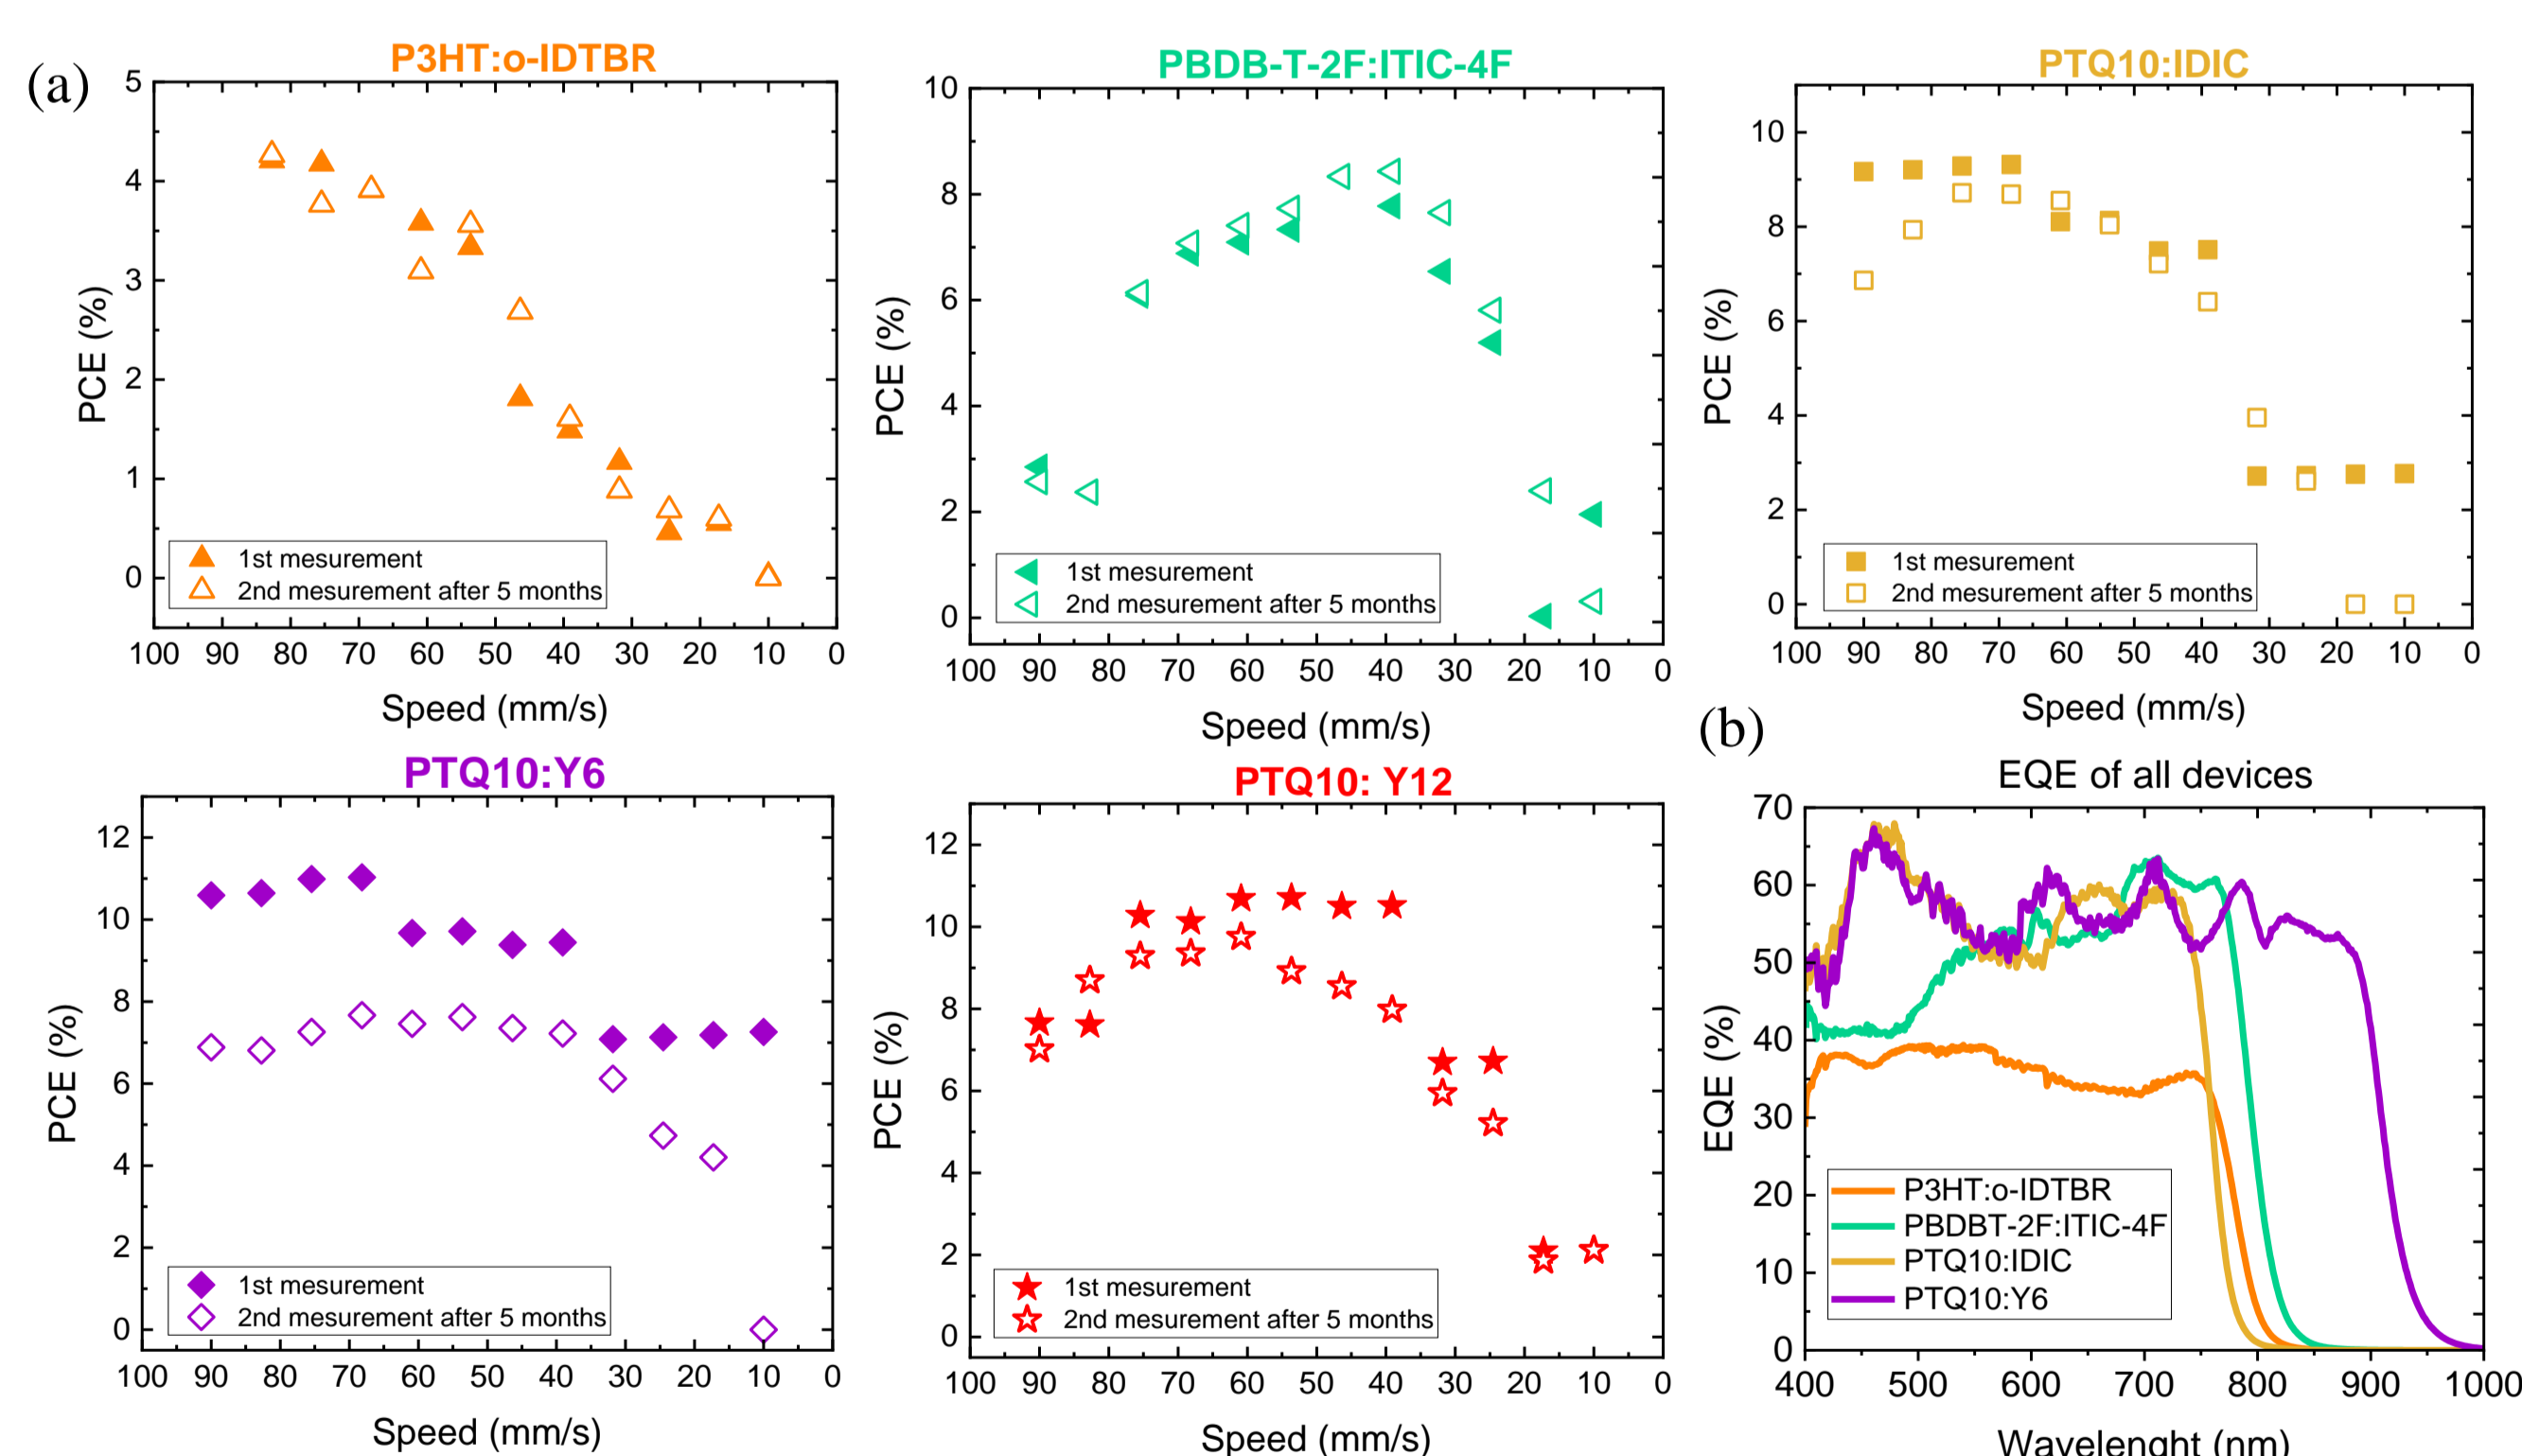 (a)
P3HT:o-IDTBR
5
4
3
2
1
0
PCE (%)
1st mesurement
2nd mesurement after 5 months
100 90 80 70 60 50 40 30 20 10 0
Speed (mm/s)
PBDB-T-2F:ITIC-4F
10
8
6
4
2
0
PCE (%)
1st mesurement
2nd mesurement after 5 months
100 90 80 70 60 50 40 30 20 10 0
Speed (mm/s)
PTQ10:IDIC
10
8
6
4
2
0
PCE (%)
1st mesurement
2nd mesurement after 5 months
100 90 80 70 60 50 40 30 20 10 0
Speed (mm/s)
PTQ10:Y6
12
10
8
6
4
2
0
PCE (%)
1st mesurement
2nd mesurement after 5 months
100 90 80 70 60 50 40 30 20 10 0
Speed (mm/s)
PTQ10: Y12
12
10
8
6
4
2
0
PCE (%)
1st mesurement
2nd mesurement after 5 months
100 90 80 70 60 50 40 30 20 10 0
Speed (mm/s)
(b)
EQE of all devices
70
60
50
40
30
20
10
0
EQE (%)
P3HT:o-IDTBR
PBDBT-2F:ITIC-4F
PTQ10:IDIC
PTQ10:Y6
400 500 600 700 800 900 1000
Wavelenght (nm)